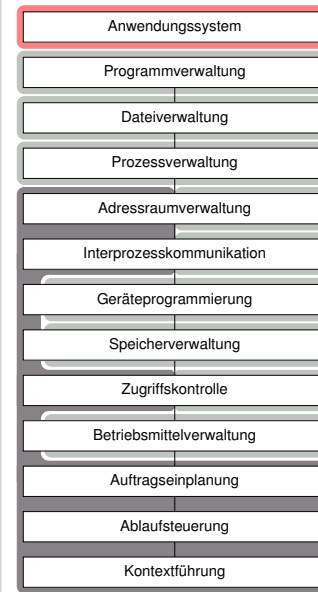 Anwendungssystem
Programmverwaltung
Dateiverwaltung
Prozessverwaltung
Adressraumverwaltung
Interprozesskommunikation
Geräteprogrammierung
Speicherverwaltung
Zugriffskontrolle
Betriebsmittelverwaltung
Auftragseinplanung
Ablaufsteuerung
Kontextführung